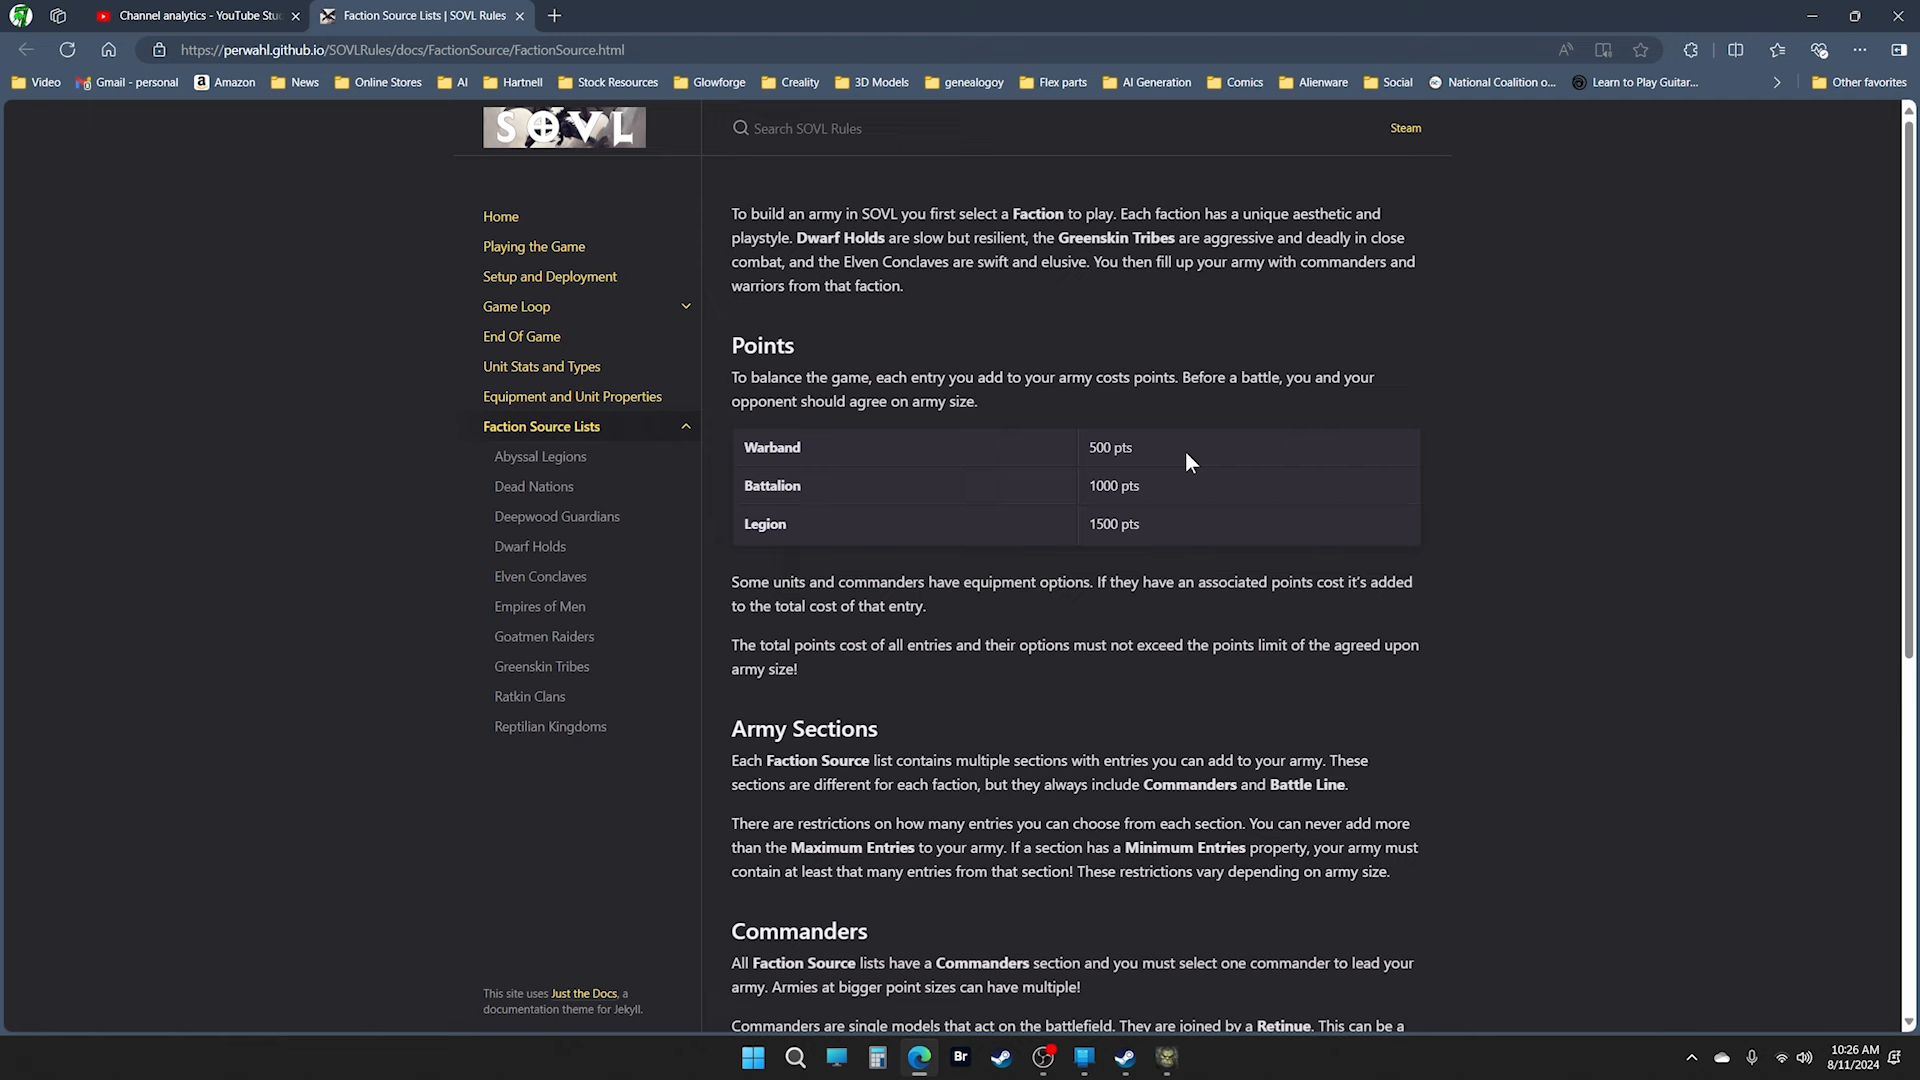 Channel analytics - YouTube Stu
Faction Source Lists | SOVL Rules
https://perwahl.github.io/SOVLRules/docs/FactionSource/FactionSource.html
Video
Gmail - personal
Amazon
News
Online Stores
AI
Hartnell
Stock Resources
Glowforge
Creality
3D Models
genealogoy
Flex parts
AI Generation
Comics
Alienware
Social
National Coalition o...
Learn to Play Guitar...
Other favorites
SOVL
Search SOVL Rules
Steam
Home
Playing the Game
Setup and Deployment
Game Loop
End Of Game
Unit Stats and Types
Equipment and Unit Properties
Faction Source Lists
Abyssal Legions
Dead Nations
Deepwood Guardians
Dwarf Holds
Elven Conclaves
Empires of Men
Goatmen Raiders
Greenskin Tribes
Ratkin Clans
Reptilian Kingdoms
This site uses Just the Docs, a
documentation theme for Jekyll.
To build an army in SOVL you first select a Faction to play. Each faction has a unique aesthetic and
playstyle. Dwarf Holds are slow but resilient, the Greenskin Tribes are aggressive and deadly in close
combat, and the Elven Conclaves are swift and elusive. You then fill up your army with commanders and
warriors from that faction.
Points
To balance the game, each entry you add to your army costs points. Before a battle, you and your
opponent should agree on army size.
Warband 500 pts
Battalion 1000 pts
Legion 1500 pts
Some units and commanders have equipment options. If they have an associated points cost it's added
to the total cost of that entry.
The total points cost of all entries and their options must not exceed the points limit of the agreed upon
army size!
Army Sections
Each Faction Source list contains multiple sections with entries you can add to your army. These
sections are different for each faction, but they always include Commanders and Battle Line.
There are restrictions on how many entries you can choose from each section. You can never add more
than the Maximum Entries to your army. If a section has a Minimum Entries property, your army must
contain at least that many entries from that section! These restrictions vary depending on army size.
Commanders
All Faction Source lists have a Commanders section and you must select one commander to lead your
army. Armies at bigger point sizes can have multiple!
Commanders are single models that act on the battlefield. They are joined by a Retinue. This can be a
Br
10:26 AM
8/11/2024